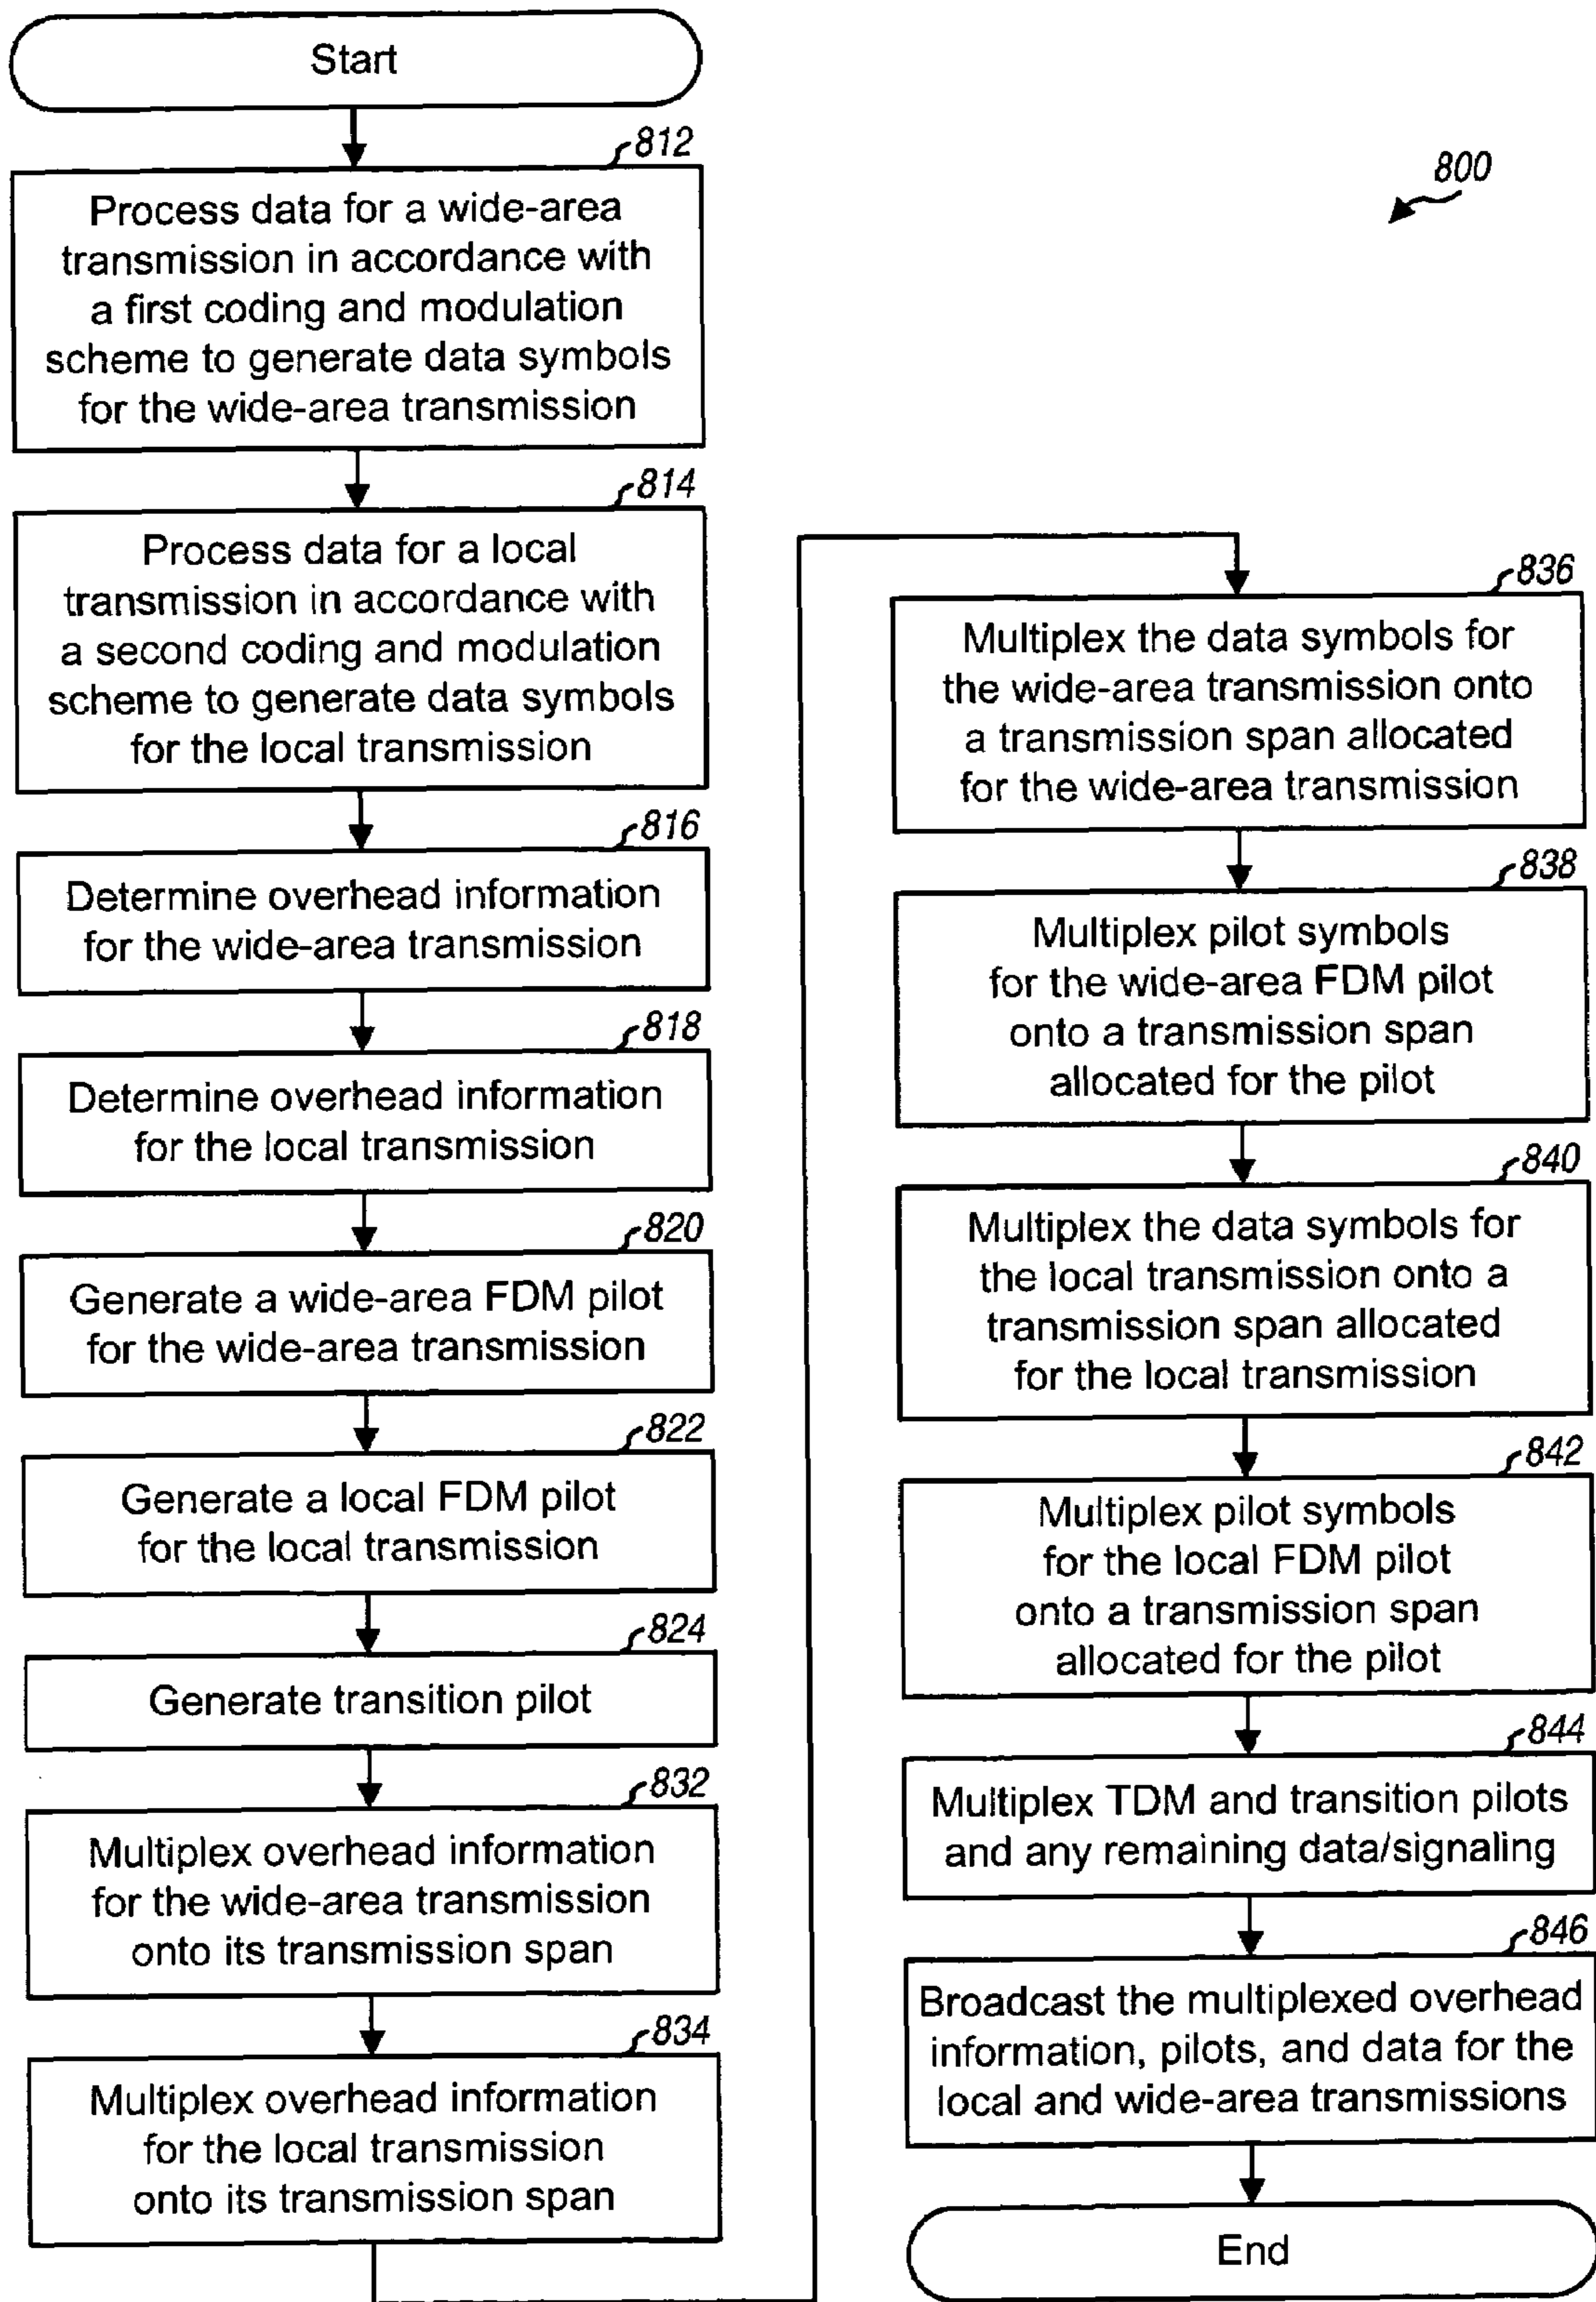 Start
812
Process data for a wide-area
transmission in accordance with
a first coding and modulation
scheme to generate data symbols
for the wide-area transmission
814
Process data for a local
transmission in accordance with
a second coding and modulation
scheme to generate data symbols
for the local transmission
816
Determine overhead information
for the wide-area transmission
818
Determine overhead information
for the local transmission
820
Generate a wide-area FDM pilot
for the wide-area transmission
822
Generate a local FDM pilot
for the local transmission
824
Generate transition pilot
832
Multiplex overhead information
for the wide-area transmission
onto its transmission span
834
Multiplex overhead information
for the local transmission
onto its transmission span
800
836
Multiplex the data symbols for
the wide-area transmission onto
a transmission span allocated
for the wide-area transmission
838
Multiplex pilot symbols
for the wide-area FDM pilot
onto a transmission span
allocated for the pilot
840
Multiplex the data symbols for
the local transmission onto a
transmission span allocated
for the local transmission
842
Multiplex pilot symbols
for the local FDM pilot
onto a transmission span
allocated for the pilot
844
Multiplex TDM and transition pilots
and any remaining data/signaling
846
Broadcast the multiplexed overhead
information, pilots, and data for the
local and wide-area transmissions
End